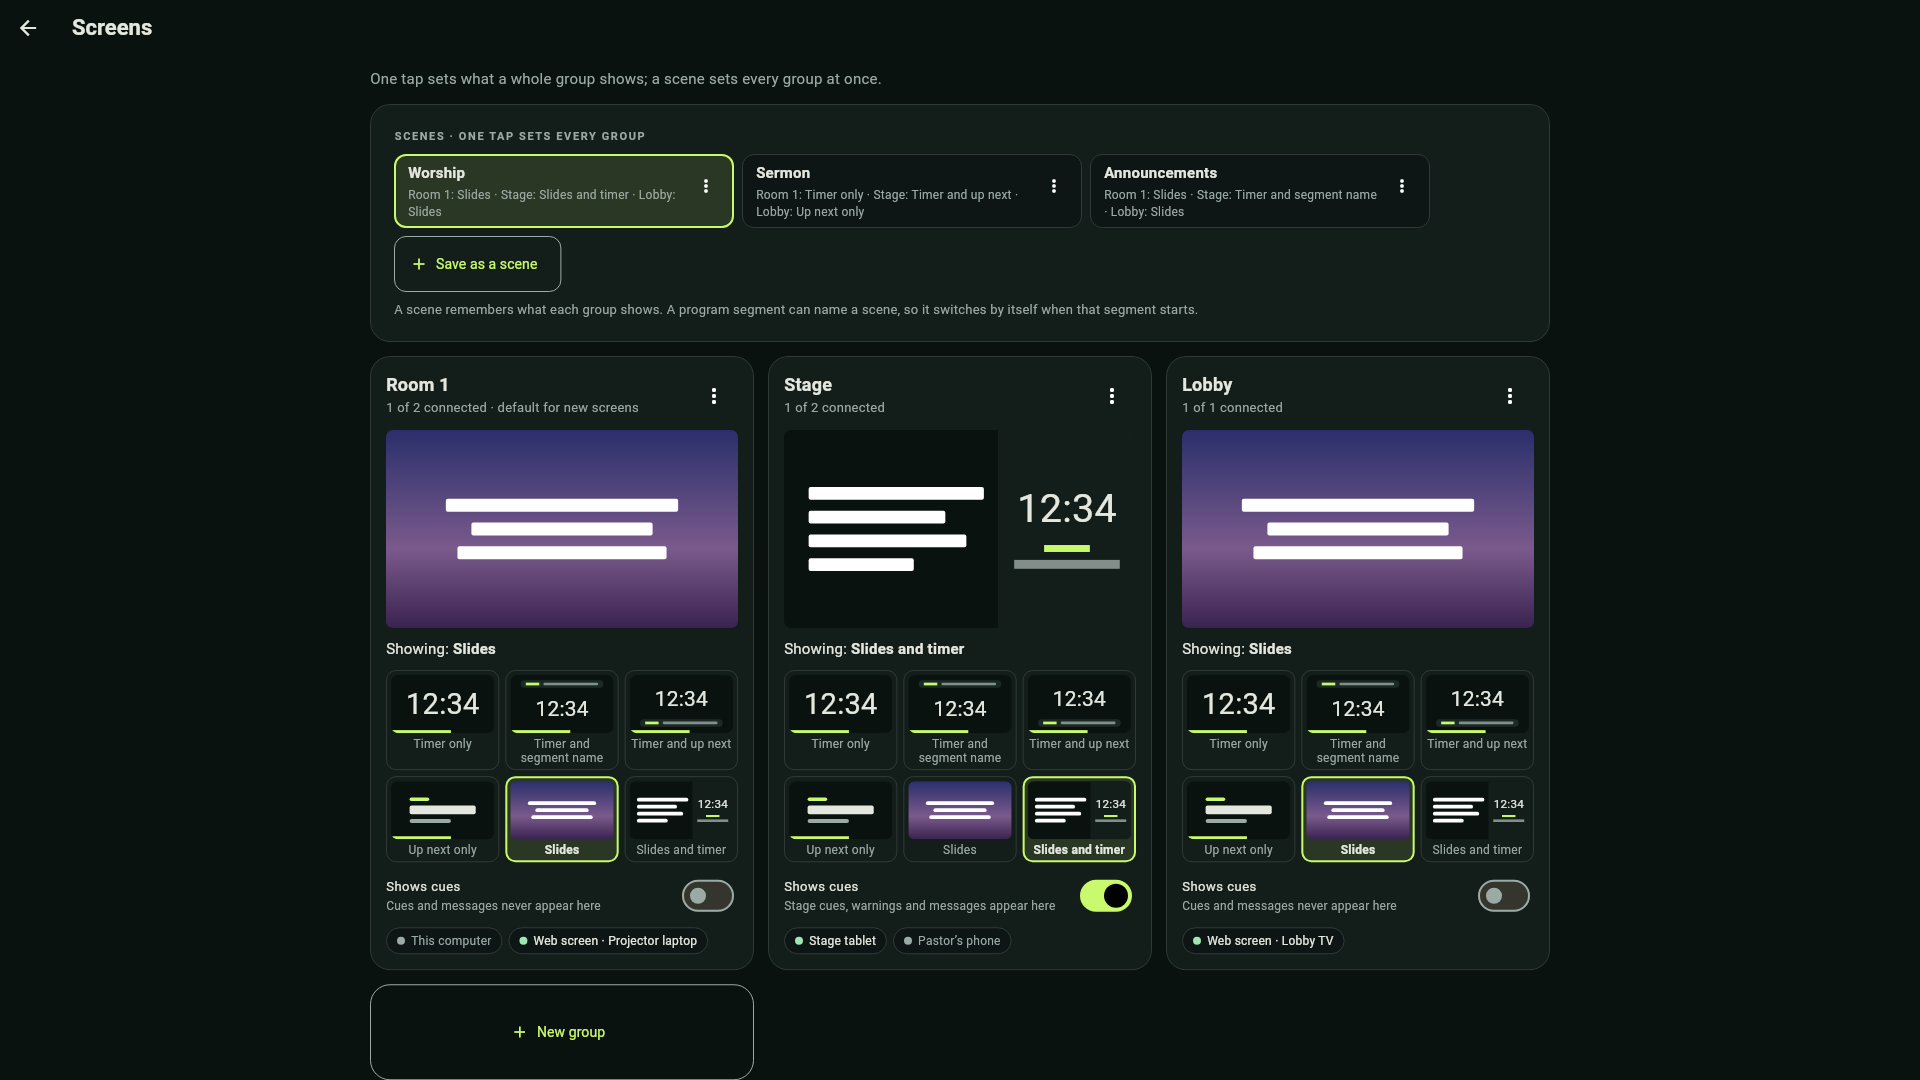 Screens
One tap sets what a whole group shows; a scene sets every group at once.
SCENES · ONE TAP SETS EVERY GROUP
Worship
Room 1: Slides · Stage: Slides and timer · Lobby:
Slides
Sermon
Room 1: Timer only · Stage: Timer and up next ·
Lobby: Up next only
Announcements
Room 1: Slides · Stage: Timer and segment name
· Lobby: Slides
+ Save as a scene
A scene remembers what each group shows. A program segment can name a scene, so it switches by itself when that segment starts.
Room 1
1 of 2 connected · default for new screens
Showing: Slides
12:34
Timer only
12:34
Timer and
segment name
12:34
Timer and up next
Up next only
Slides
12:34
Slides and timer
Shows cues
Cues and messages never appear here
This computer
Web screen · Projector laptop
Stage
1 of 2 connected
12:34
Showing: Slides and timer
12:34
Timer only
12:34
Timer and
segment name
12:34
Timer and up next
Up next only
Slides
12:34
Slides and timer
Shows cues
Stage cues, warnings and messages appear here
Stage tablet
Pastor's phone
Lobby
1 of 1 connected
Showing: Slides
12:34
Timer only
12:34
Timer and
segment name
12:34
Timer and up next
Up next only
Slides
12:34
Slides and timer
Shows cues
Cues and messages never appear here
Web screen · Lobby TV
+ New group